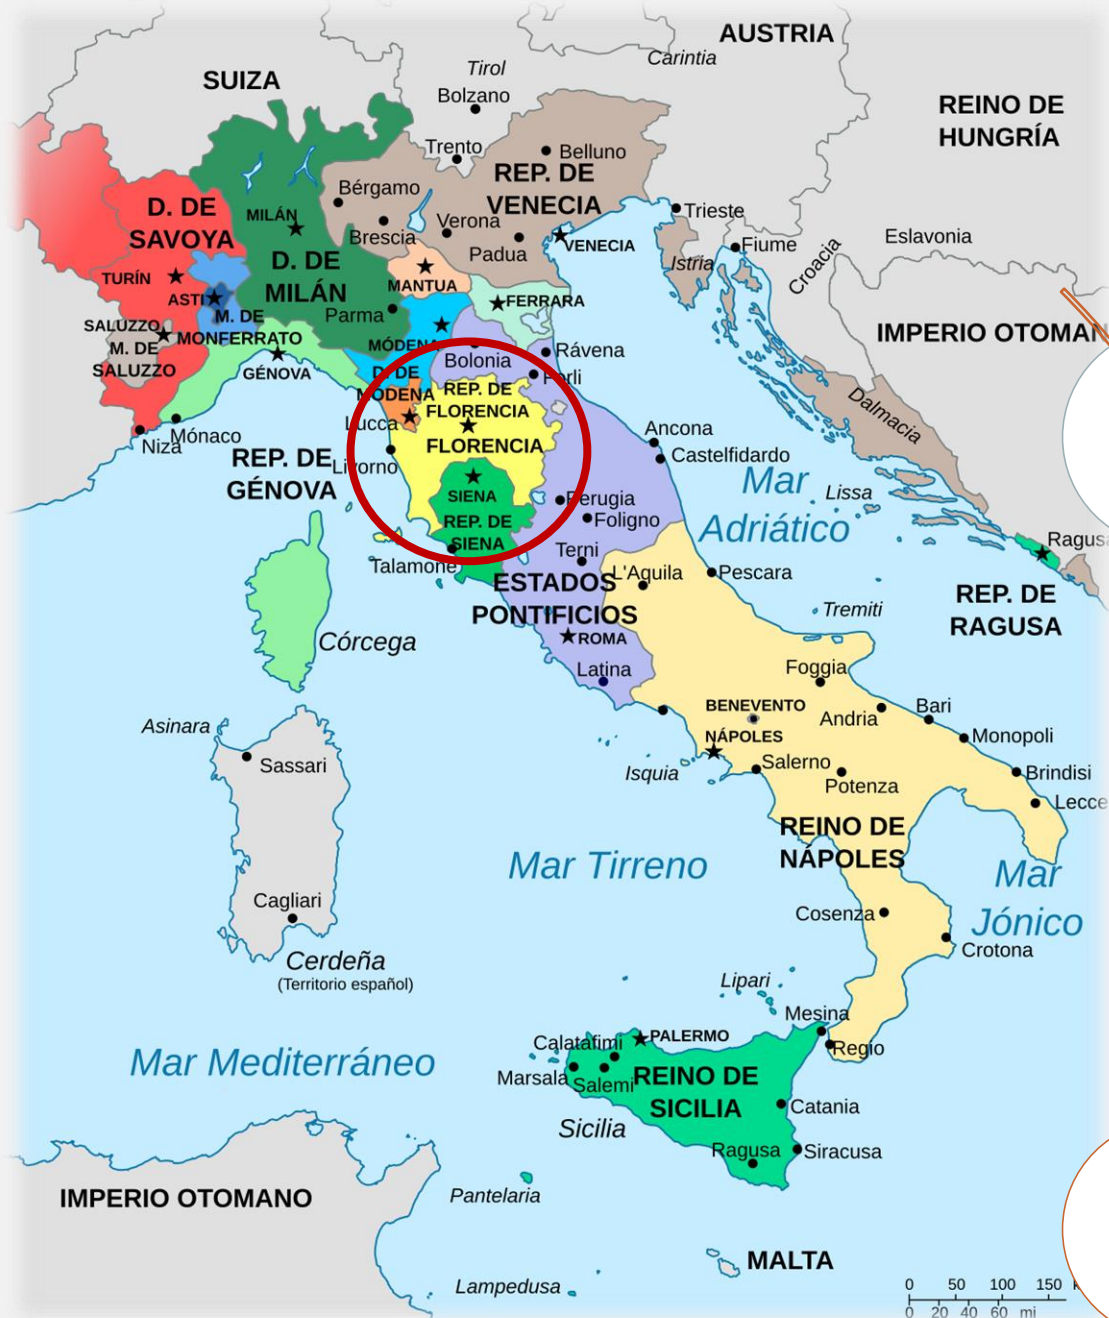 AUSTRIA
Carintia
Tirol
SUIZA
Bolzano
REINO DE
HUNGRÍA
Trento
Belluno
REP. DE
VENECIA
Bérgamo
D. DE
SAVOYA
MILÁN
Brescia
Verona
Padua
VENECIA
Trieste
Fiume
Istria
Croacia
Eslavonia
D. DE
MILÁN
TURÍN
MANTUA
ASTI
FERRARA
Parma
M. DE
MONFERRATO
SALUZZO
M. DE
SALUZZO
GÉNOVA
MÓDENA
Bolonia
Rávena
IMPERIO OTOMAN
D. DE
MODENA
Forli
REP. DE
FLORENCIA
Lucca
FLORENCIA
Dalmacia
Niza
Mónaco
REP. DE
GÉNOVA
Livorno
Ancona
Castelfidardo
Mar
Adriático
Lissa
SIENA
REP. DE
SIENA
Perugia
Foligno
Terni
Talamone
L'Aquila
Pescara
Ragusa
REP. DE
RAGUSA
ESTADOS
PONTIFICIOS
Tremiti
ROMA
Córcega
Latina
Foggia
BENEVENTO
Andria
Bari
Asinara
NÁPOLES
Monopoli
Sassari
Isquia
Salerno
Potenza
Brindisi
Lecce
REINO DE
NÁPOLES
Mar Tirreno
Mar
Jónico
Cagliari
Cosenza
Crotona
Cerdeña
(Territorio español)
Lipari
Mesina
Mar Mediterráneo
Calatafimi
PALERMO
Regio
Marsala
Salemi
REINO DE
SICILIA
Catania
Sicilia
Ragusa
Siracusa
IMPERIO OTOMANO
Pantelaria
MALTA
Lampedusa
0 50 100 150
0 20 40 60 mi